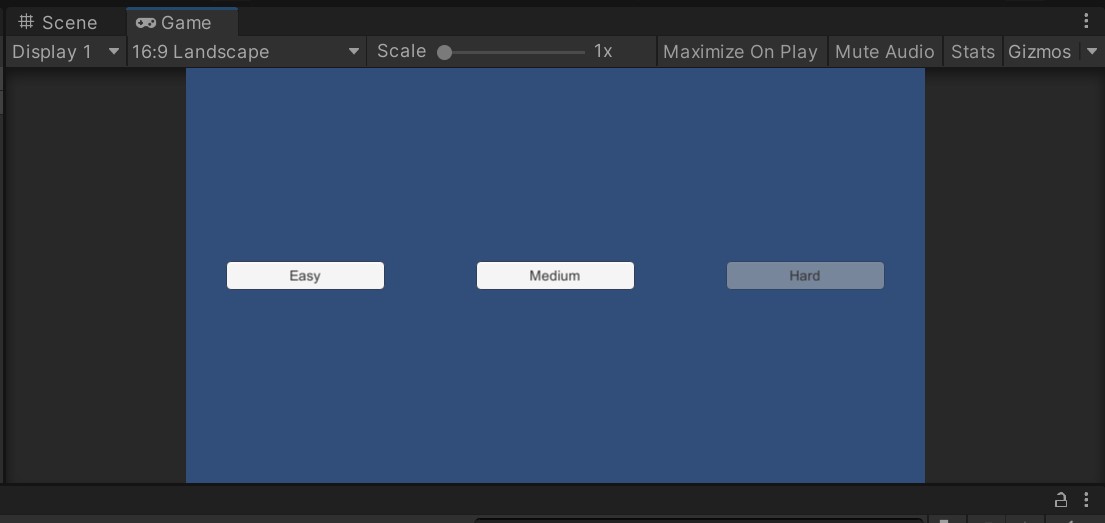 Scene Game
Display 1 16:9 Landscape Scale 1x Maximize On Play Mute Audio Stats Gizmos
Easy Medium Hard